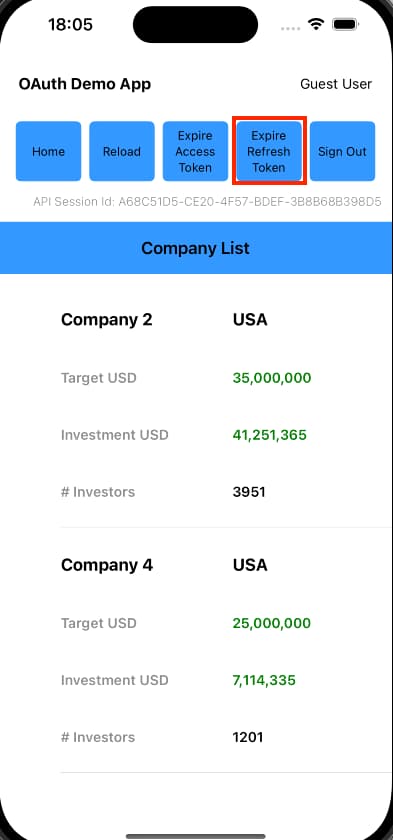 18:05
OAuth Demo App Guest User
Home Reload Expire Access Token Expire Refresh Token Sign Out
API Session Id: A68C51D5-CE20-4F57-BDEF-3B8B68B398D5
Company List
Company 2 USA
Target USD 35,000,000
Investment USD 41,251,365
# Investors 3951
Company 4 USA
Target USD 25,000,000
Investment USD 7,114,335
# Investors 1201